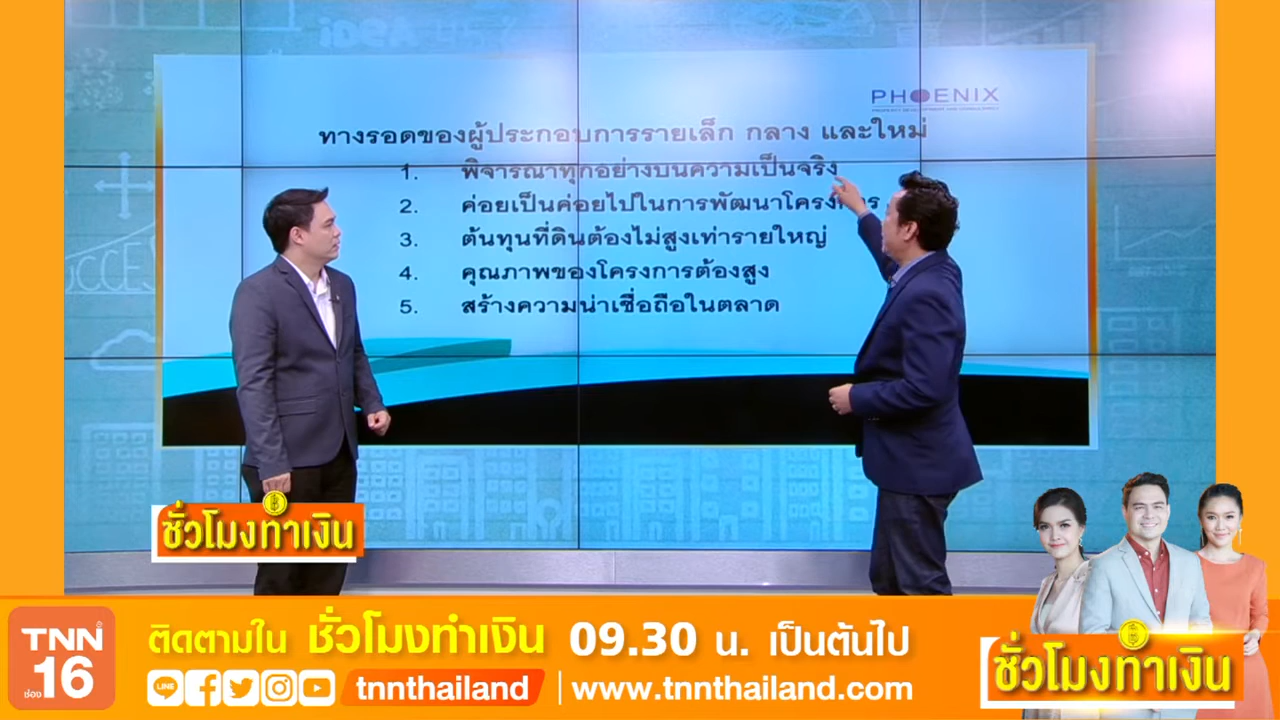 PHOENIX
ทางรอดของผู้ประกอบการรายเล็ก กลาง และใหม่
1. พิจารณาทุกอย่างบนความเป็นจริง
2. ค่อยเป็นค่อยไปในการพัฒนาโครงการ
3. ต้นทุนที่ดินต้องไม่สูงเท่ารายใหญ่
4. คุณภาพของโครงการต้องสูง
5. สร้างความน่าเชื่อถือในตลาด
ชั่วโมงทำเงิน
TNN
ช่อง 16
ติดตามใน ชั่วโมงทำเงิน 09.30 น. เป็นต้นไป
LINE
tnnthailand | www.tnnthailand.com
ชั่วโมงทำเงิน